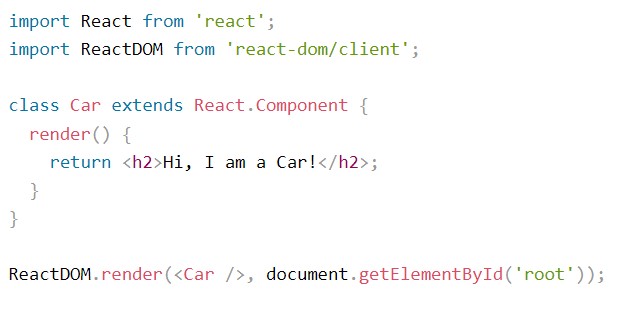 import React from 'react';
import ReactDOM from 'react-dom/client';

class Car extends React.Component {
  render() {
    return <h2>Hi, I am a Car!</h2>;
  }
}

ReactDOM.render(<Car />, document.getElementById('root'));